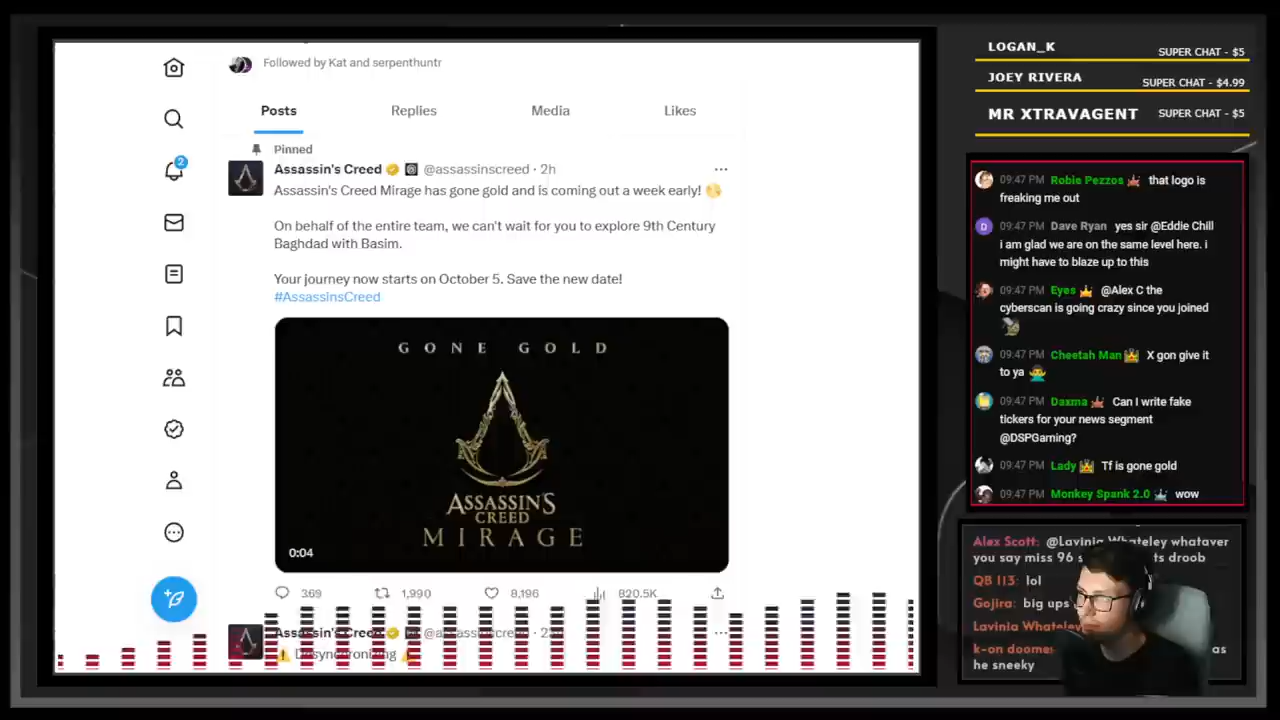 Followed by Kat and serpenthuntr
Posts
Replies
Media
Likes
Pinned
Assassin's Creed @assassinscreed · 2h
Assassin's Creed Mirage has gone gold and is coming out a week early!
On behalf of the entire team, we can't wait for you to explore 9th Century
Baghdad with Basim.
Your journey now starts on October 5. Save the new date!
#AssassinsCreed
GONE GOLD
ASSASSIN'S
CREED
MIRAGE
0:04
369
1,990
8,196
820.5K
2
Assassin's Creed @assassinscreed
Desynchronizing
LOGAN_K
SUPER CHAT - $5
JOEY RIVERA
SUPER CHAT - $4.99
MR XTRAVAGENT
SUPER CHAT - $5
09:47 PM Robie Pezzos that logo is
freaking me out
D
09:47 PM Dave Ryan yes sir @Eddie Chill
i am glad we are on the same level here. i
might have to blaze up to this
09:47 PM Eyes @Alex C the
cyberscan is going crazy since you joined
09:47 PM Cheetah Man X gon give it
to ya
09:47 PM Daxma Can I write fake
tickers for your news segment
@DSPGaming?
09:47 PM Lady Tf is gone gold
09:47 PM Monkey Spank 2.0 wow
Alex Scott: @Lavinia Whateley whatever
you say miss 96
droob
QB 113: lol
Gojira: big ups
Lavinia Whateley
k-on doomer
as
he sneeky